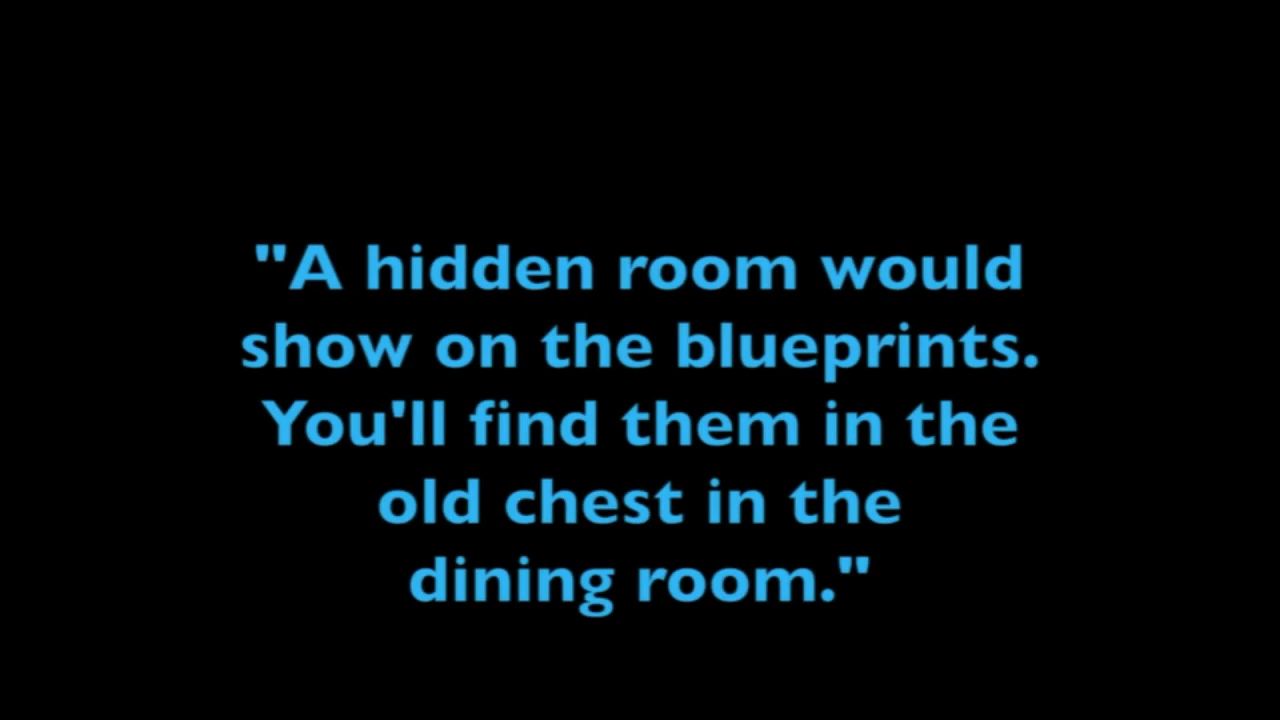 "A hidden room would
show on the blueprints.
You'll find them in the
old chest in the
dining room."